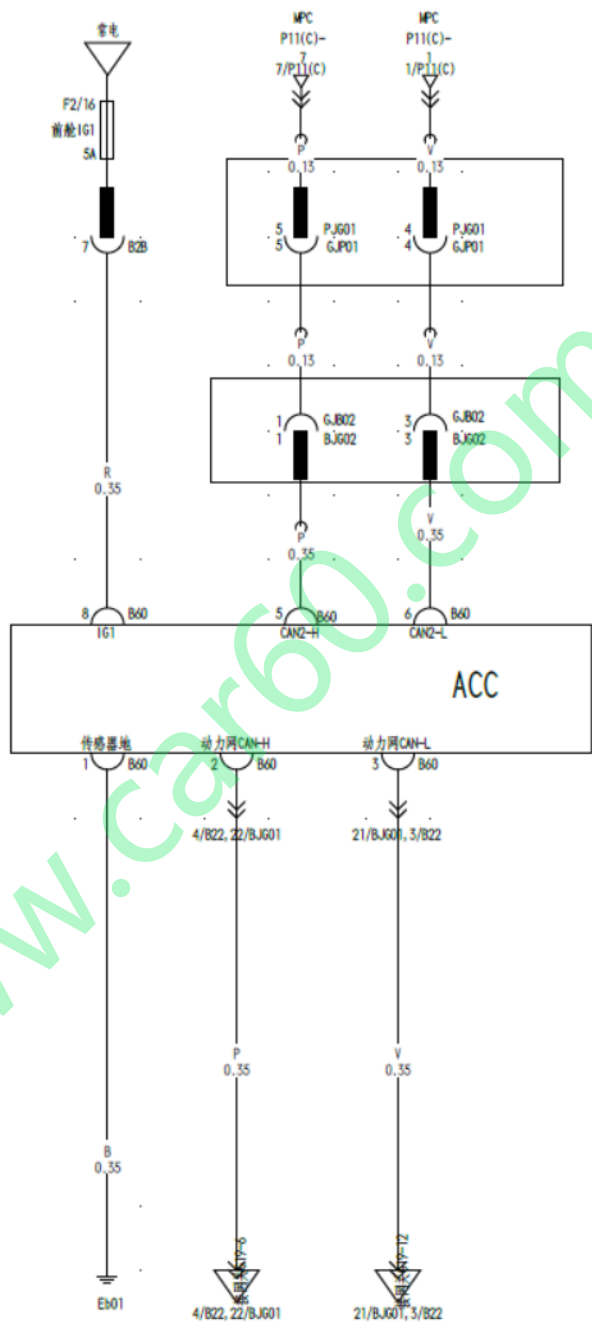 常电
F2/16
前舱IG1
5A
7 B2B
R
0.35
MPC
P11(C)-
7
7/P11(C)
P
0.13
5 PJG01
5 GJP01
P
0.13
1 GJB02
1 BJG02
P
0.35
MPC
P11(C)-
1
1/P11(C)
V
0.13
4 PJG01
4 GJP01
V
0.13
3 GJB02
3 BJG02
V
0.35
8 B60
IG1
5 B60
CAN2-H
6 B60
CAN2-L
ACC
传感器地
1 B60
动力网CAN-H
2 B60
动力网CAN-L
3 B60
4/B22,22/BJG01
21/BJG01,3/B22
P
0.35
V
0.35
B
0.35
Eb01
4/B22,22/BJG01
21/BJG01,3/B22
w.car60.com